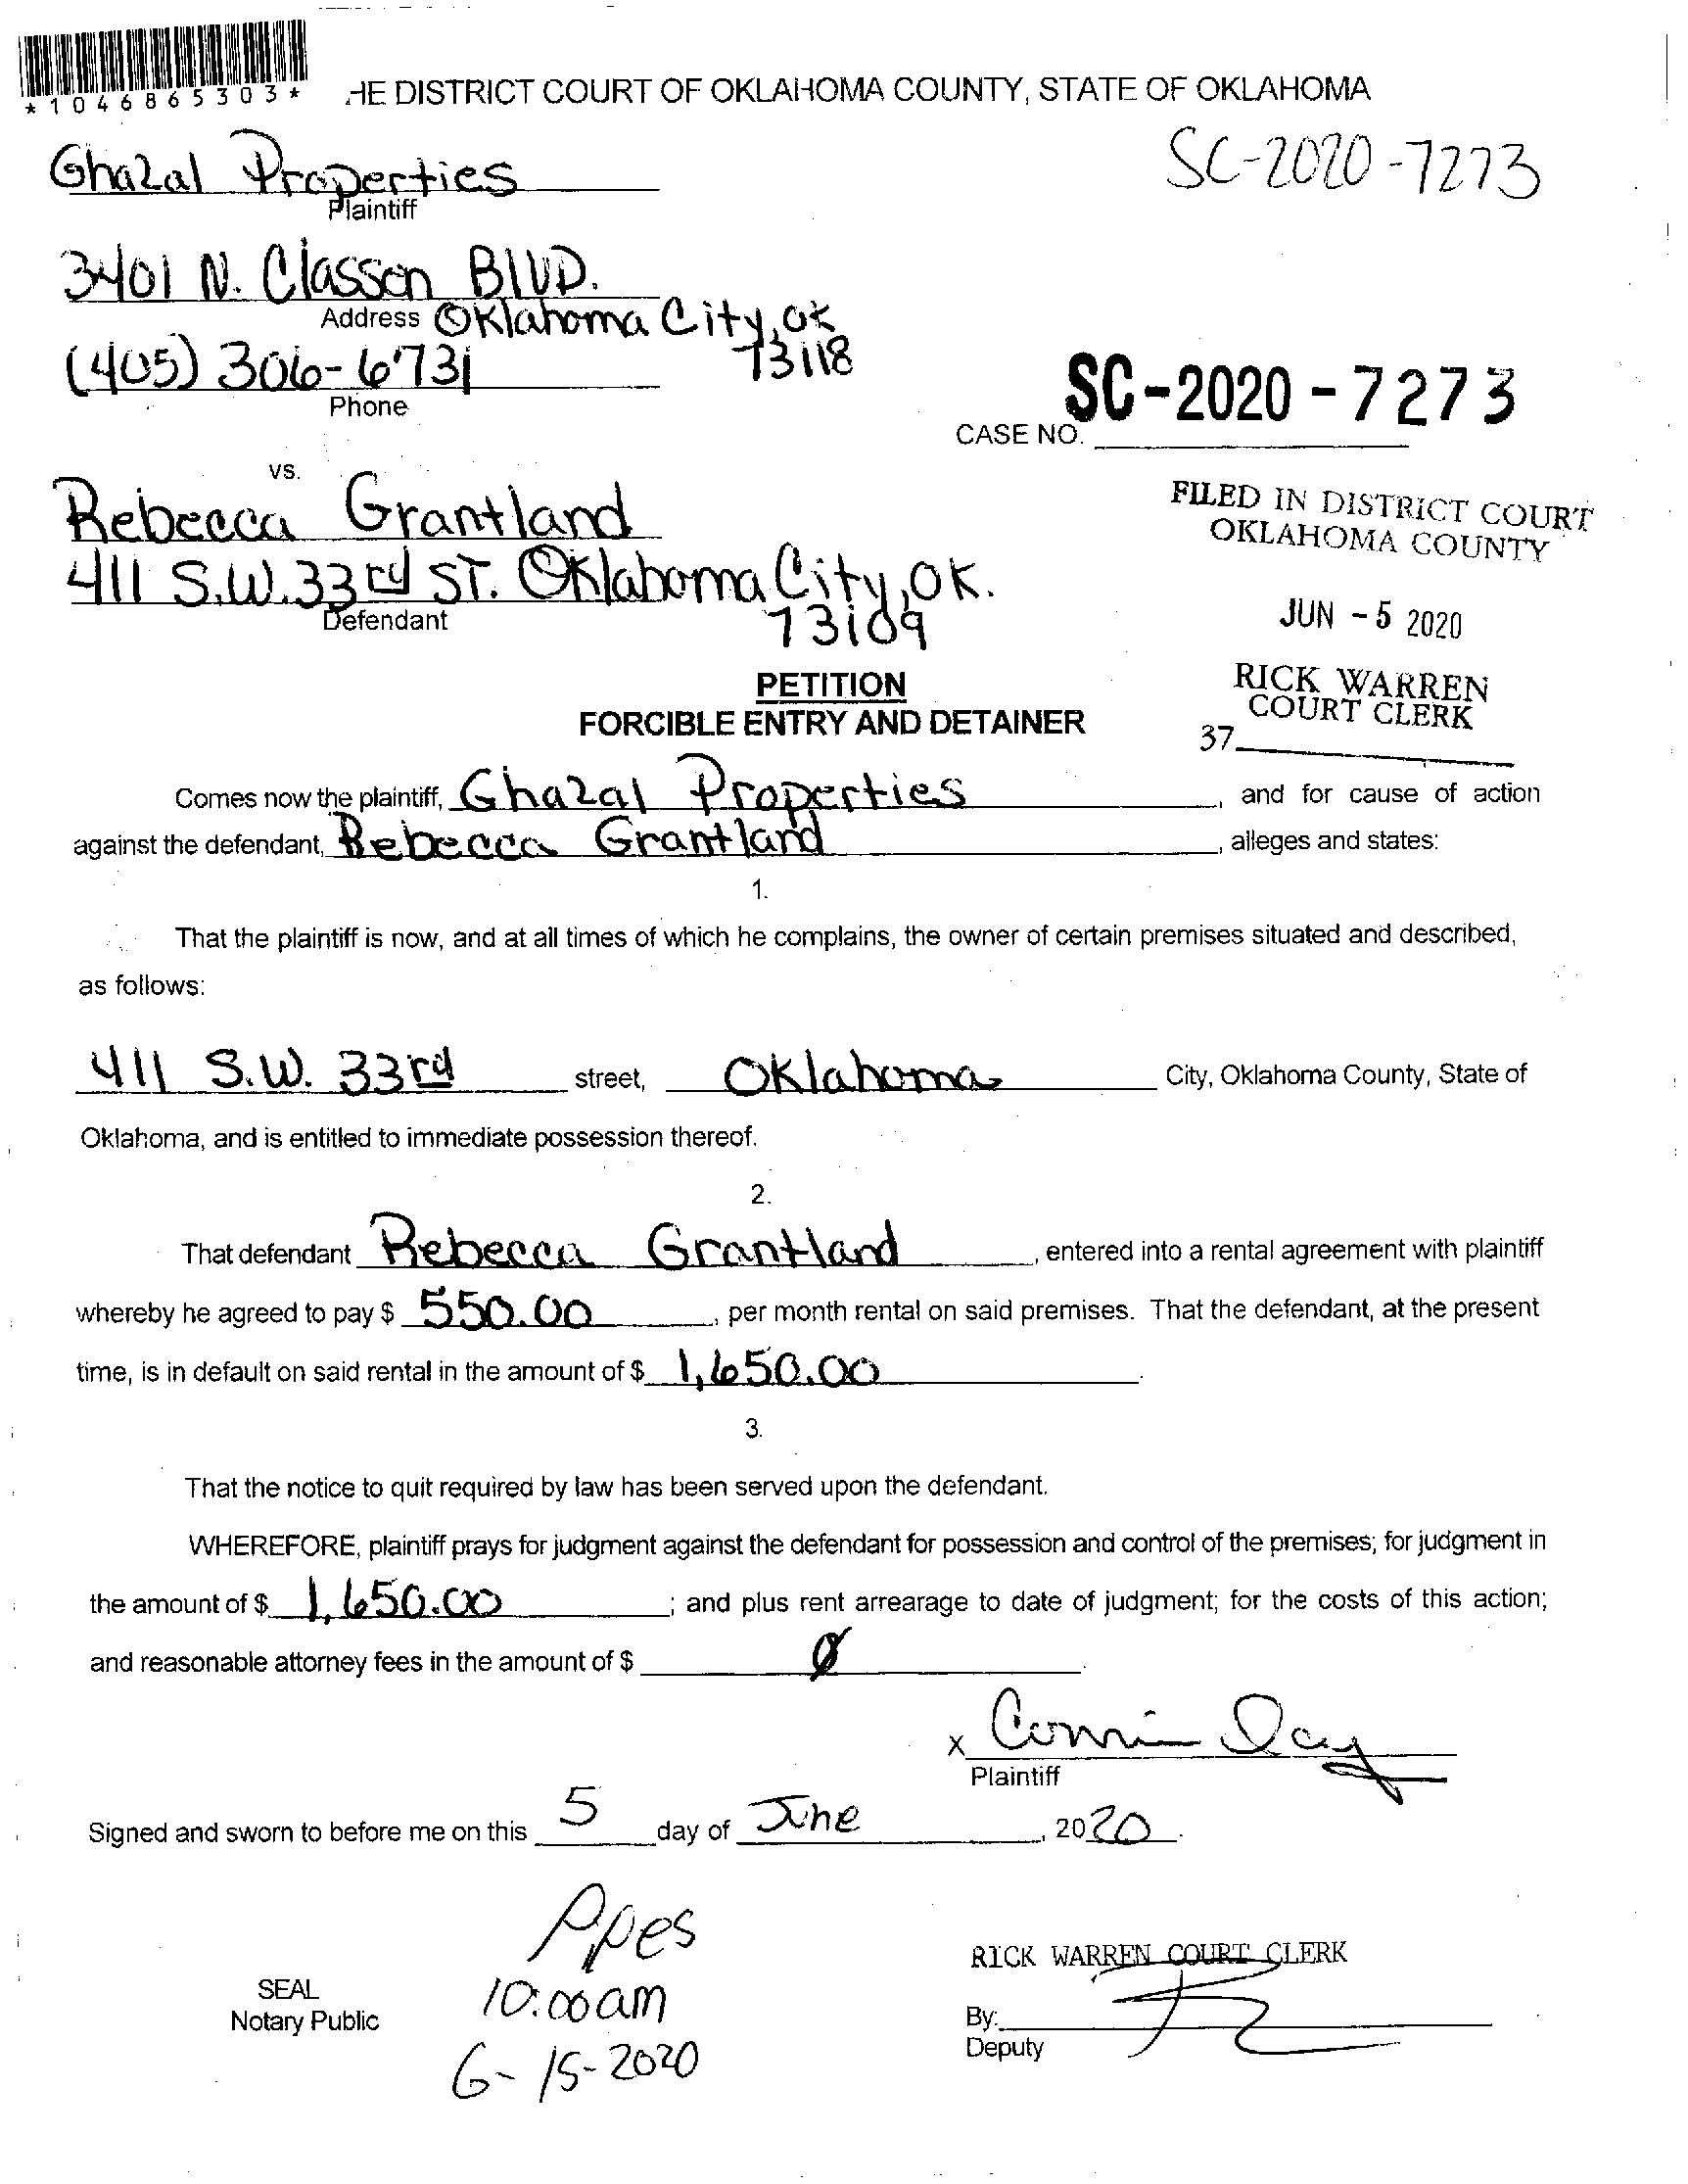 *1046865303*
HE DISTRICT COURT OF OKLAHOMA COUNTY, STATE OF OKLAHOMA
Ghazal Properties
SC-2020-7273
Plaintiff
3401 N. Classen BLVD.
Address Oklahoma City, OK
73118
(405) 306-6731
Phone
SC-2020-7273
CASE NO.
vs.
Rebecca Grantland
FILED IN DISTRICT COURT
OKLAHOMA COUNTY
411 S.W. 33rd ST. Oklahoma City, OK.
73109
Defendant
JUN - 5 2020
RICK WARREN
COURT CLERK
37
PETITION
FORCIBLE ENTRY AND DETAINER
Comes now the plaintiff, Ghazal Properties, and for cause of action
against the defendant, Rebecca Grantland, alleges and states:
1.
That the plaintiff is now, and at all times of which he complains, the owner of certain premises situated and described,
as follows:
411 S.W. 33rd street, Oklahoma City, Oklahoma County, State of
Oklahoma, and is entitled to immediate possession thereof.
2.
That defendant Rebecca Grantland, entered into a rental agreement with plaintiff
whereby he agreed to pay $ 550.00, per month rental on said premises. That the defendant, at the present
time, is in default on said rental in the amount of $ 1,650.00.
3.
That the notice to quit required by law has been served upon the defendant.
WHEREFORE, plaintiff prays for judgment against the defendant for possession and control of the premises; for judgment in
the amount of $ 1,650.00; and plus rent arrearage to date of judgment; for the costs of this action;
and reasonable attorney fees in the amount of $ 0.
x Connie Day
Plaintiff
Signed and sworn to before me on this 5 day of June, 2020.
RICK WARREN COURT CLERK
SEAL
Notary Public
10:00am
6-15-2020
By:
Deputy